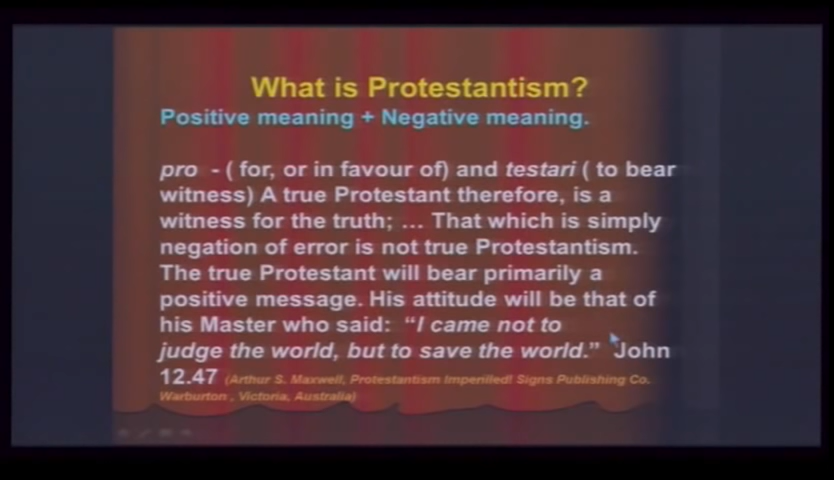 What is Protestantism?
Positive meaning + Negative meaning.
pro - ( for, or in favour of) and testari ( to bear
witness) A true Protestant therefore, is a
witness for the truth; ... That which is simply
negation of error is not true Protestantism.
The true Protestant will bear primarily a
positive message. His attitude will be that of
his Master who said: “I came not to
judge the world, but to save the world.” John
12.47 (Arthur S. Maxwell, Protestantism Imperilled! Signs Publishing Co.
Warburton , Victoria, Australia)